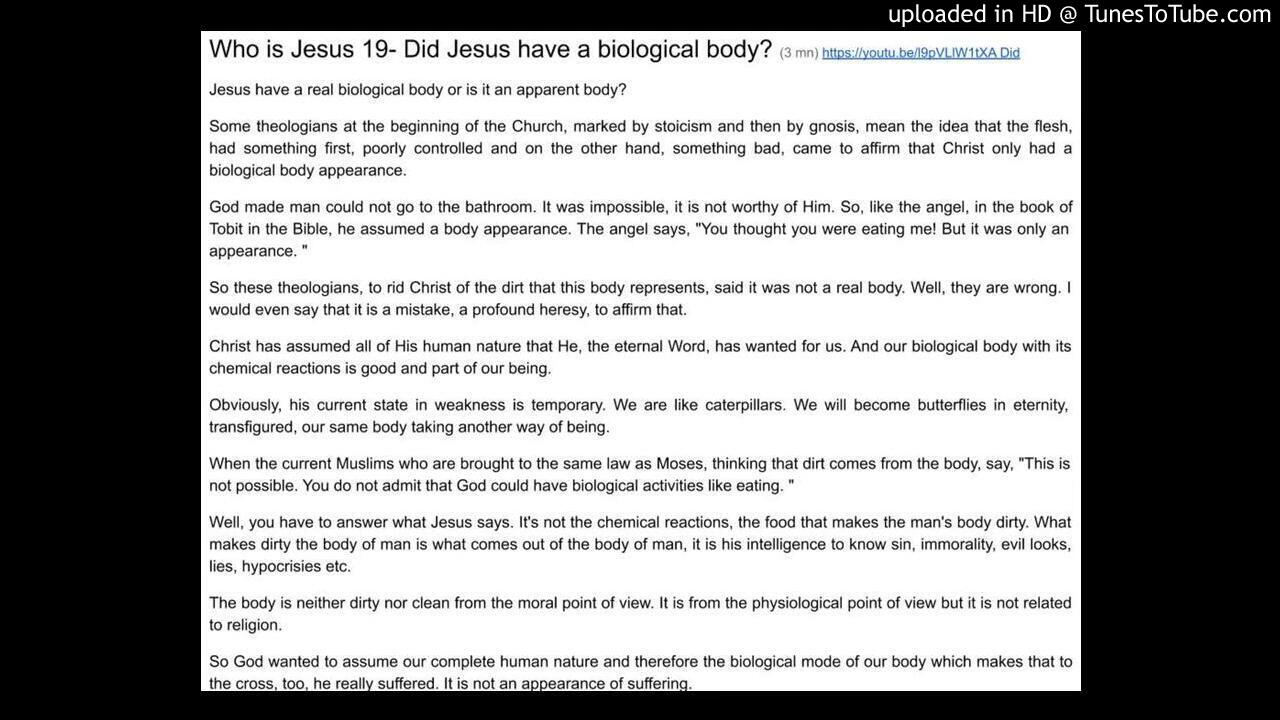 uploaded in HD @ TunesToTube.com
Who is Jesus 19- Did Jesus have a biological body? (3 mn) https://youtu.be/l9pVLlW1tXA Did
Jesus have a real biological body or is it an apparent body?
Some theologians at the beginning of the Church, marked by stoicism and then by gnosis, mean the idea that the flesh,
had something first, poorly controlled and on the other hand, something bad, came to affirm that Christ only had a
biological body appearance.
God made man could not go to the bathroom. It was impossible, it is not worthy of Him. So, like the angel, in the book of
Tobit in the Bible, he assumed a body appearance. The angel says, "You thought you were eating me! But it was only an
appearance. "
So these theologians, to rid Christ of the dirt that this body represents, said it was not a real body. Well, they are wrong. I
would even say that it is a mistake, a profound heresy, to affirm that.
Christ has assumed all of His human nature that He, the eternal Word, has wanted for us. And our biological body with its
chemical reactions is good and part of our being.
Obviously, his current state in weakness is temporary. We are like caterpillars. We will become butterflies in eternity,
transfigured, our same body taking another way of being.
When the current Muslims who are brought to the same law as Moses, thinking that dirt comes from the body, say, "This is
not possible. You do not admit that God could have biological activities like eating. "
Well, you have to answer what Jesus says. It's not the chemical reactions, the food that makes the man's body dirty. What
makes dirty the body of man is what comes out of the body of man, it is his intelligence to know sin, immorality, evil looks,
lies, hypocrisies etc.
The body is neither dirty nor clean from the moral point of view. It is from the physiological point of view but it is not related
to religion.
So God wanted to assume our complete human nature and therefore the biological mode of our body which makes that to
the cross, too, he really suffered. It is not an appearance of suffering.